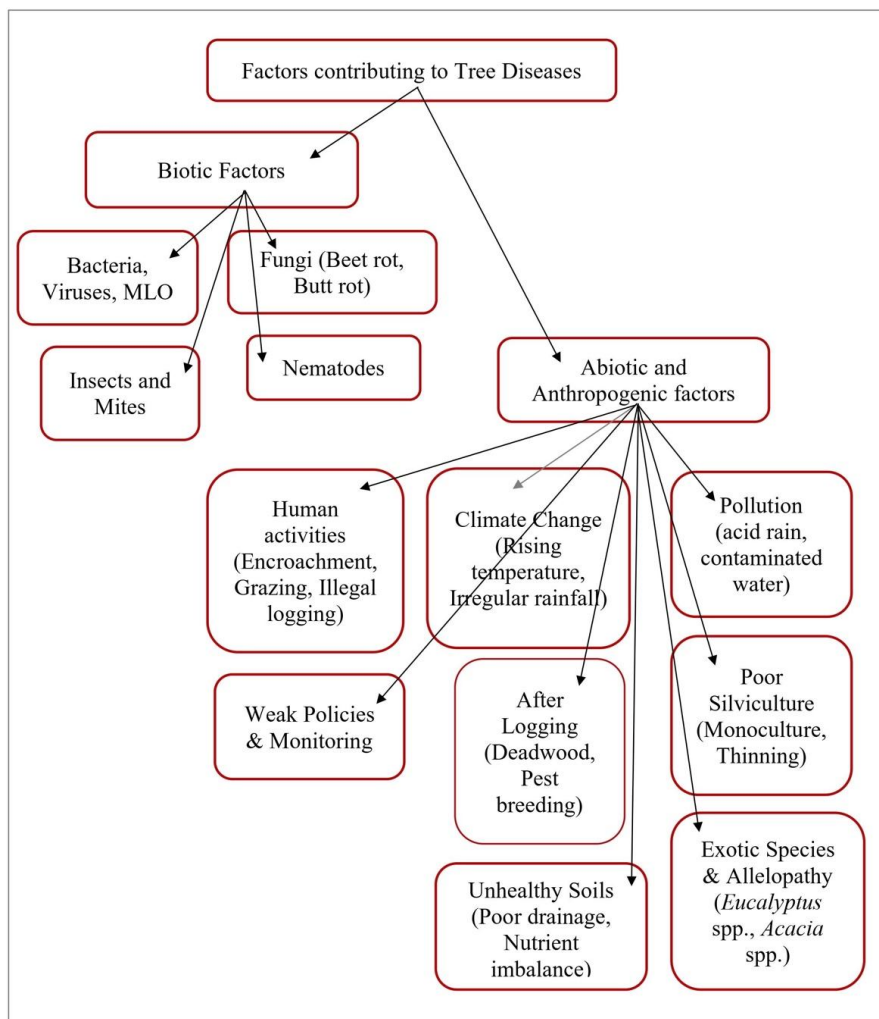 Factors contributing to Tree Diseases
Biotic Factors
Bacteria,
Viruses, MLO
Fungi (Beet rot,
Butt rot)
Insects and
Mites
Nematodes
Abiotic and
Anthropogenic factors
Human
activities
(Encroachment,
Grazing, Illegal
logging)
Climate Change
(Rising
temperature,
Irregular rainfall)
Pollution
(acid rain,
contaminated
water)
Weak Policies
& Monitoring
After
Logging
(Deadwood,
Pest
breeding)
Poor
Silviculture
(Monoculture,
Thinning)
Unhealthy Soils
(Poor drainage,
Nutrient
imbalance)
Exotic Species
& Allelopathy
(Eucalyptus
spp., Acacia
spp.)